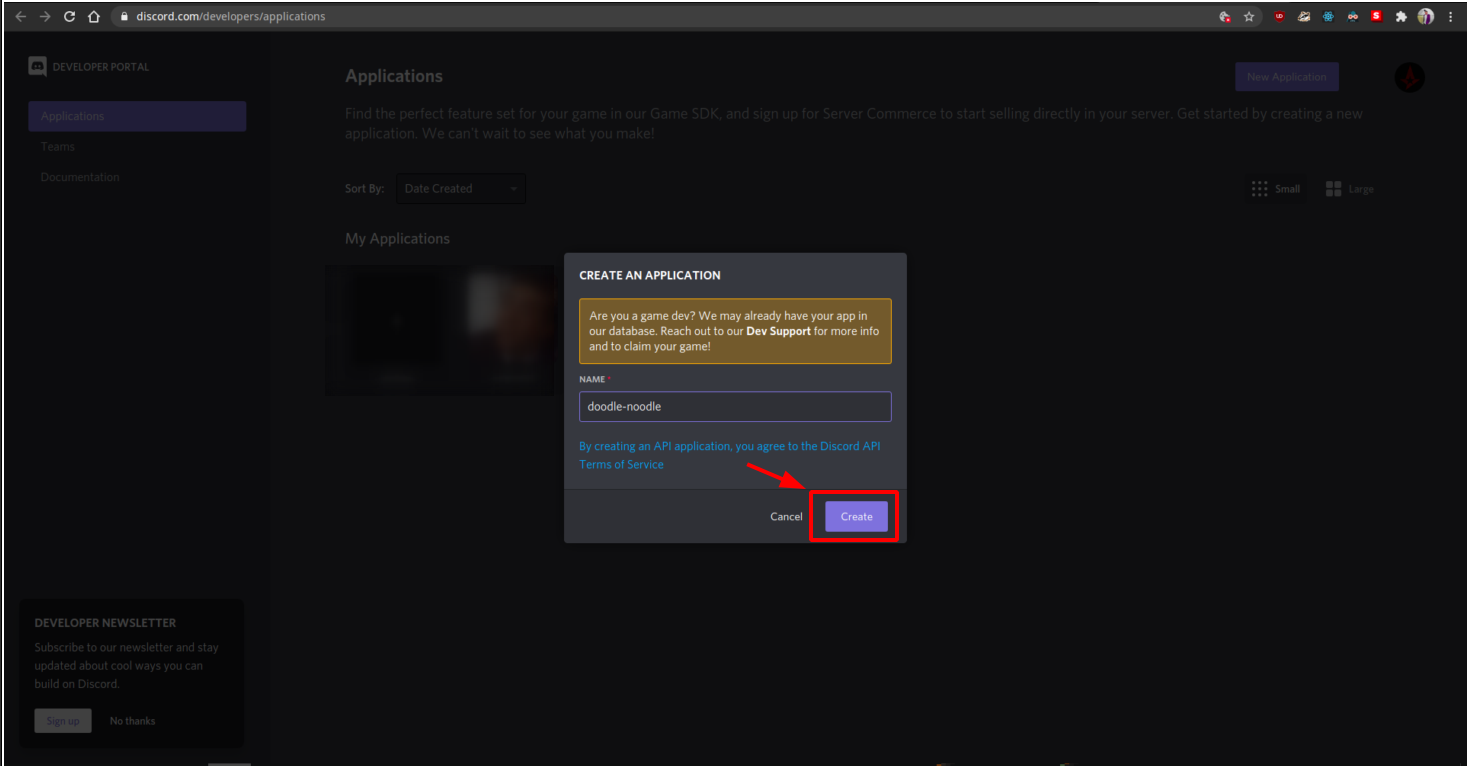 discord.com/developers/applications
DEVELOPER PORTAL
Applications
Teams
Documentation
Applications
New Application
Find the perfect feature set for your game in our Game SDK, and sign up for Server Commerce to start selling directly in your server. Get started by creating a new
application. We can't wait to see what you make!
Sort By: Date Created
Small Large
My Applications
CREATE AN APPLICATION
Are you a game dev? We may already have your app in
our database. Reach out to our Dev Support for more info
and to claim your game!
NAME *
doodle-noodle
By creating an API application, you agree to the Discord API
Terms of Service
Cancel Create
DEVELOPER NEWSLETTER
Subscribe to our newsletter and stay
updated about cool ways you can
build on Discord.
Sign up No thanks